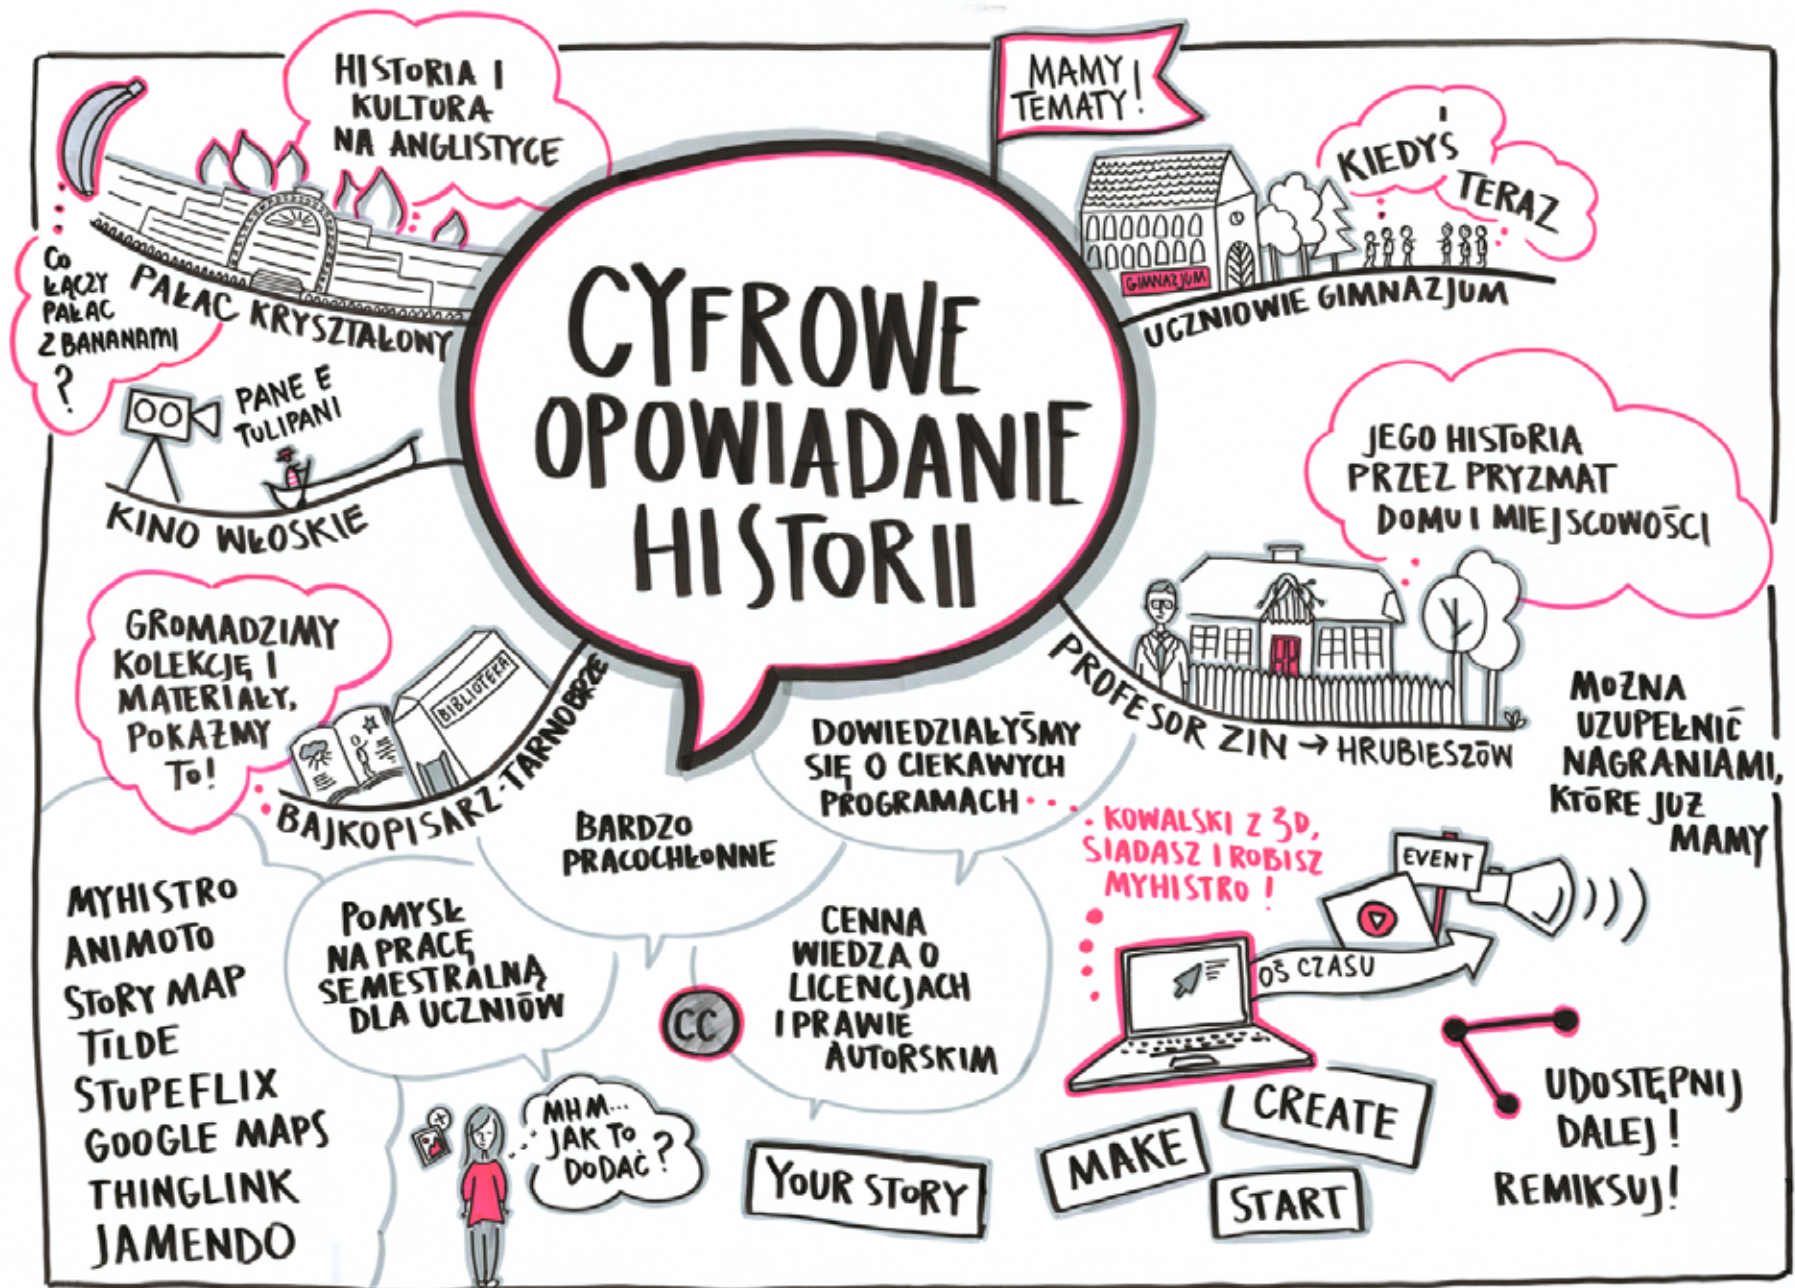 HISTORIA I
KULTURA
NA ANGLISTYCE
CO
ŁĄCZY
PAŁAC
Z BANANAMI
?
PAŁAC KRYSZTAŁOWY
PANE E
TULIPANI
KINO WŁOSKIE
GROMADZIMY
KOLEKCJĘ I
MATERIAŁY,
POKAŻMY
TO!
BIBLIOTEKA
BAJKOPISARZ-TARNOBRZEG
CYFROWE
OPOWIADANIE
HISTORII
MAMY
TEMATY!
GIMNAZJUM
KIEDYŚ
I
TERAZ
UCZNIOWIE GIMNAZJUM
JEGO HISTORIA
PRZEZ PRYZMAT
DOMU I MIEJSCOWOŚCI
PROFESOR ZIN → HRUBIESZÓW
MOŻNA
UZUPEŁNIĆ
NAGRANIAMI,
KTÓRE JUŻ
MAMY
DOWIEDZIAŁYŚMY
SIĘ O CIEKAWYCH
PROGRAMACH
KOWALSKI Z 3D,
SIADASZ I ROBISZ
MYHISTRO!
BARDZO
PRACOCHŁONNE
MYHISTRO
ANIMOTO
STORY MAP
TILDE
STUPEFLIX
GOOGLE MAPS
THINGLINK
JAMENDO
POMYSŁ
NA PRACĘ
SEMESTRALNĄ
DLA UCZNIÓW
CC
CENNA
WIEDZA O
LICENCJACH
I PRAWIE
AUTORSKIM
EVENT
OŚ CZASU
MHM...
JAK TO
DODAĆ?
YOUR STORY
MAKE
CREATE
START
UDOSTĘPNIJ
DALEJ!
REMIKSUJ!